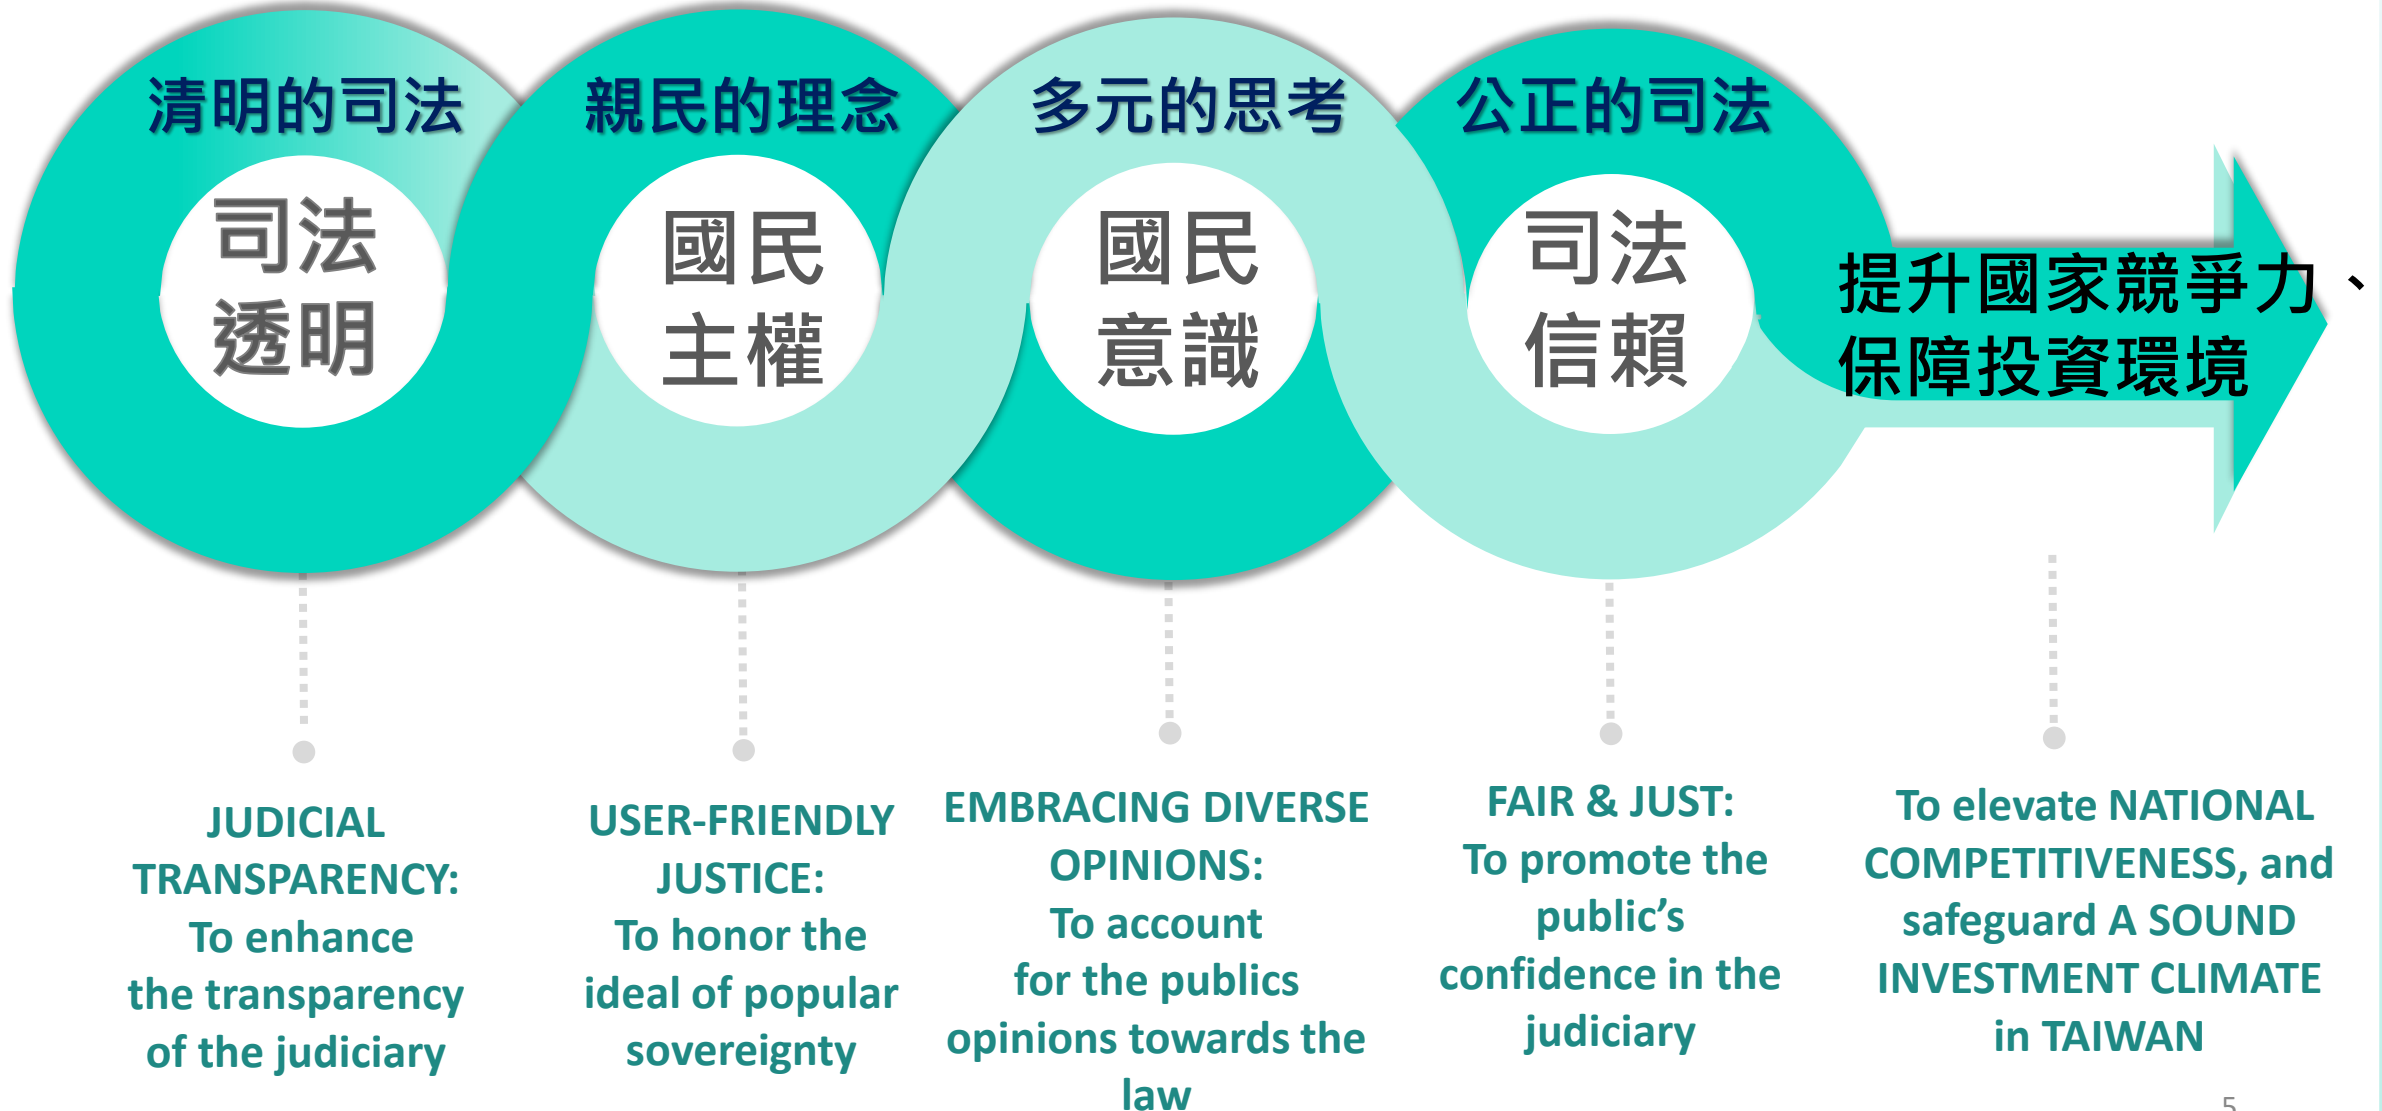 清明的司法
司法
透明
親民的理念
國民
主權
多元的思考
國民
意識
公正的司法
司法
信賴
提升國家競爭力、
保障投資環境
JUDICIAL
TRANSPARENCY:
To enhance
the transparency
of the judiciary
USER-FRIENDLY
JUSTICE:
To honor the
ideal of popular
sovereignty
EMBRACING DIVERSE
OPINIONS:
To account
for the publics
opinions towards the
law
FAIR & JUST:
To promote the
public’s
confidence in the
judiciary
To elevate NATIONAL
COMPETITIVENESS, and
safeguard A SOUND
INVESTMENT CLIMATE
in TAIWAN
5